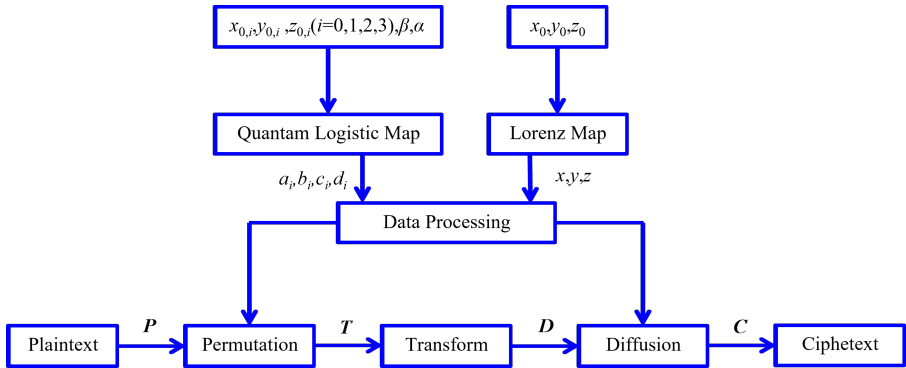 x₀,ᵢ,y₀,ᵢ ,z₀,ᵢ(i=0,1,2,3),β,α
x₀,y₀,z₀
Quantam Logistic Map
Lorenz Map
aᵢ,bᵢ,cᵢ,dᵢ
x,y,z
Data Processing
P
T
D
C
Plaintext
Permutation
Transform
Diffusion
Ciphetext